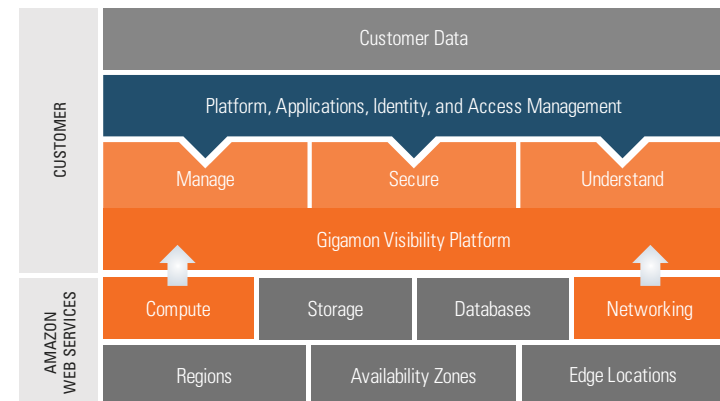 Customer Data
CUSTOMER
Platform, Applications, Identity, and Access Management
Manage
Secure
Understand
Gigamon Visibility Platform
AMAZON
WEB SERVICES
Compute
Storage
Databases
Networking
Regions
Availability Zones
Edge Locations